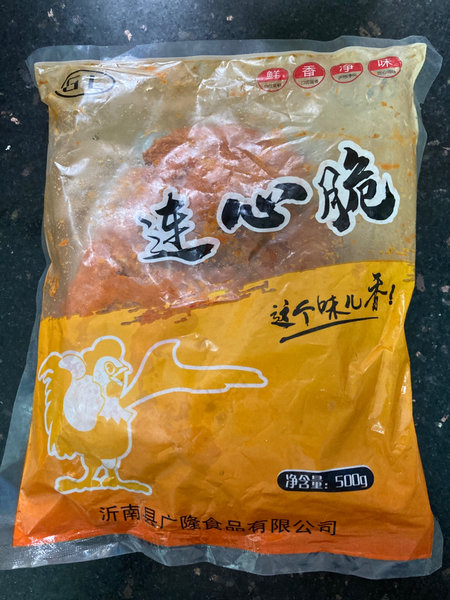 鲜 香 净 味
连心脆
这个味儿香!
净含量: 500g
沂南县广隆食品有限公司